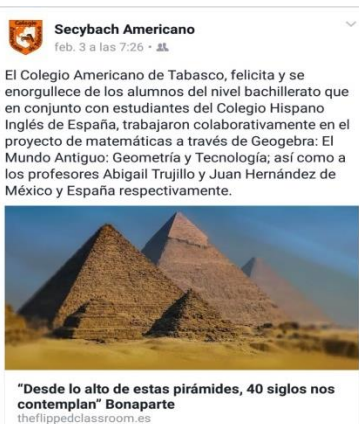 Colegio
Secybach Americano
feb. 3 a las 7:26 •
El Colegio Americano de Tabasco, felicita y se
enorgullece de los alumnos del nivel bachillerato que
en conjunto con estudiantes del Colegio Hispano
Inglés de España, trabajaron colaborativamente en el
proyecto de matemáticas a través de Geogebra: El
Mundo Antiguo: Geometría y Tecnología; así como a
los profesores Abigail Trujillo y Juan Hernández de
México y España respectivamente.
"Desde lo alto de estas pirámides, 40 siglos nos
contemplan" Bonaparte
theflippedclassroom.es